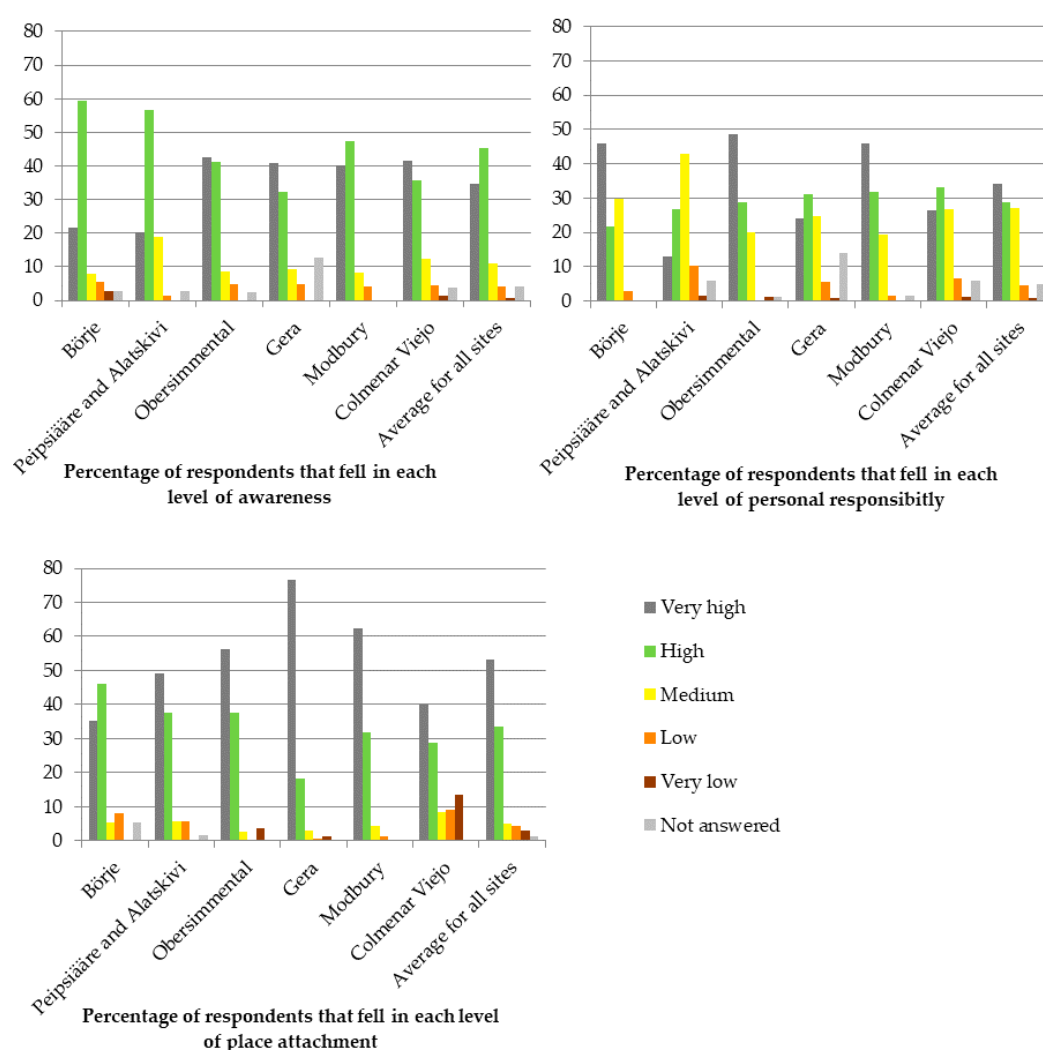 80
70
60
50
40
30
20
10
0
Börje
Peipsiääre and Alatskivi
Obersimmental
Gera
Modbury
Colmenar Viejo
Average for all sites
Percentage of respondents that fell in each
level of awareness
80
70
60
50
40
30
20
10
0
Börje
Peipsiääre and Alatskivi
Obersimmental
Gera
Modbury
Colmenar Viejo
Average for all sites
Percentage of respondents that fell in each
level of personal responsibitly
80
70
60
50
40
30
20
10
0
Börje
Peipsiääre and Alatskivi
Obersimmental
Gera
Modbury
Colmenar Viejo
Average for all sites
Percentage of respondents that fell in each level
of place attachment
Very high
High
Medium
Low
Very low
Not answered